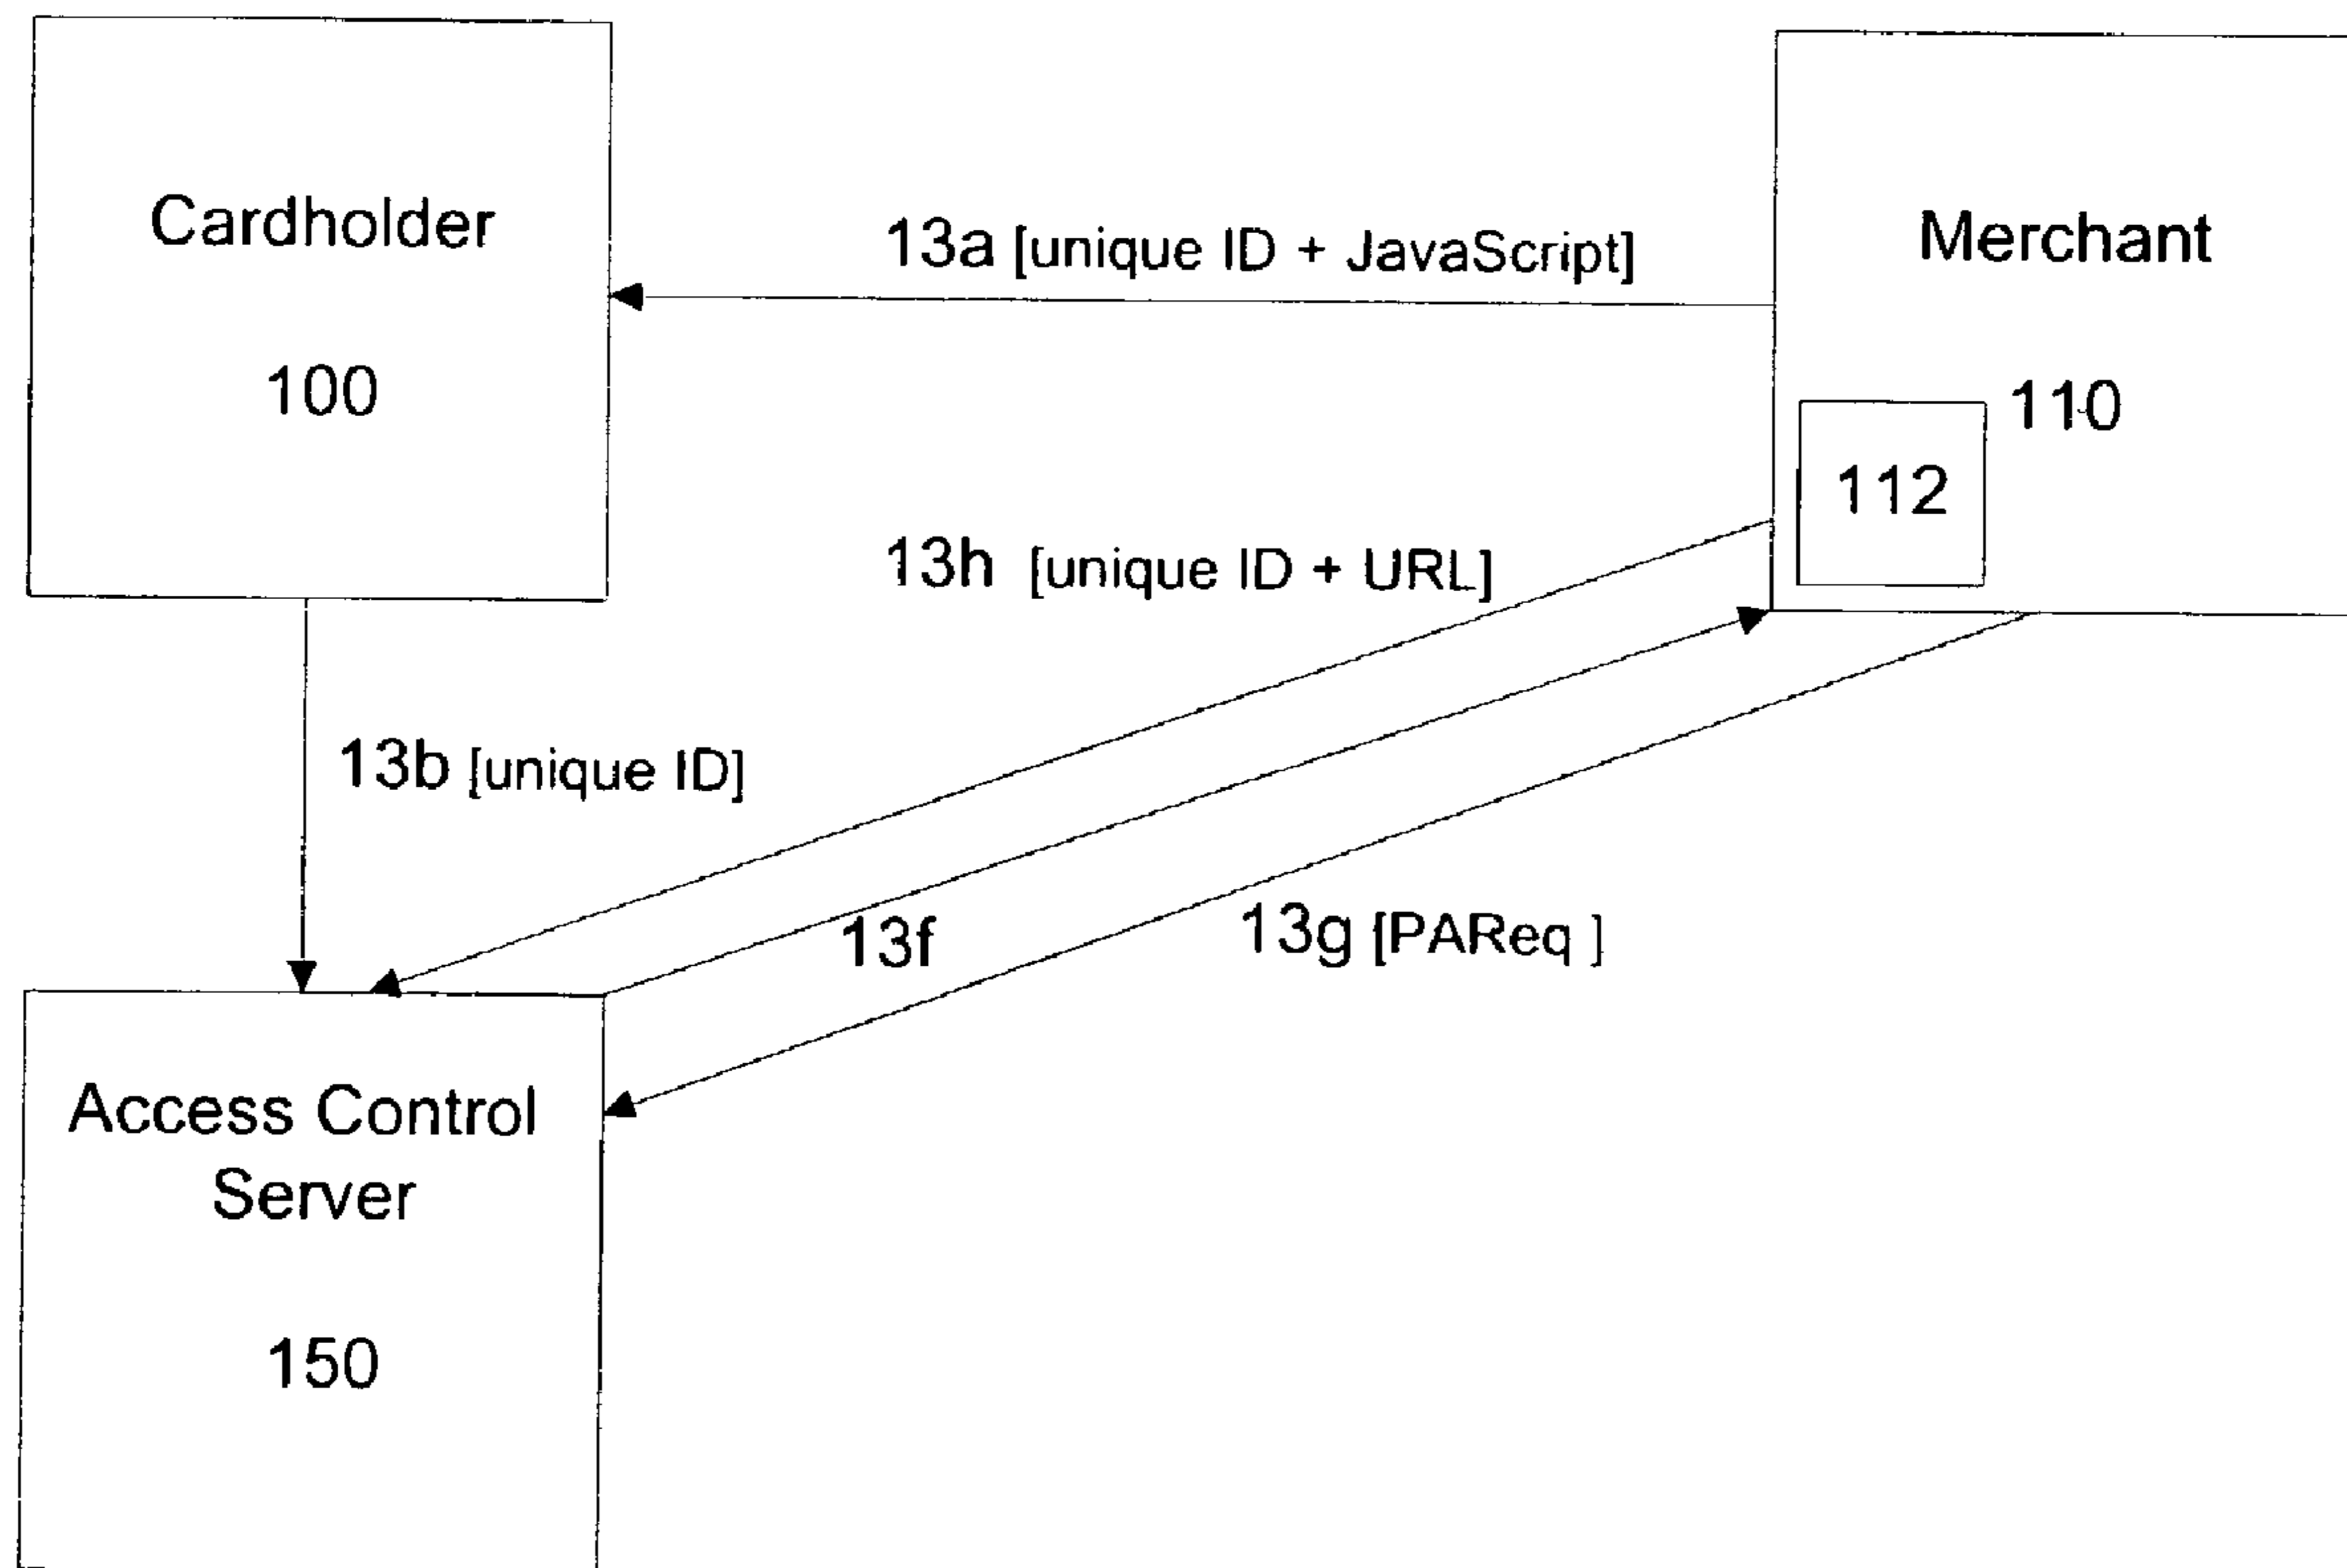 Cardholder
100
13a [unique ID + JavaScript]
Merchant
110
112
13h [unique ID + URL]
13b [unique ID]
13f
13g [PAReq ]
Access Control
Server
150